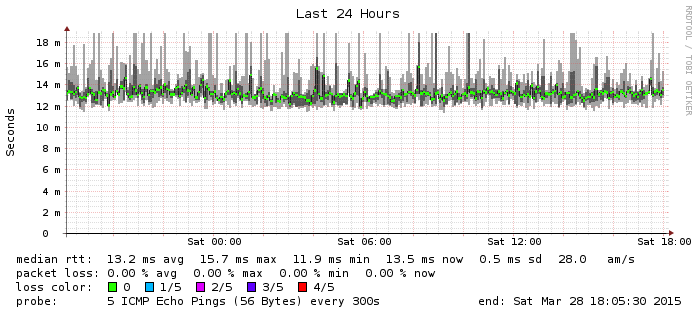 Last 24 Hours
RRDTOOL / TOBI OETIKER
Seconds
18 m
16 m
14 m
12 m
10 m
8 m
6 m
4 m
2 m
0
Sat 00:00 Sat 06:00 Sat 12:00 Sat 18:00
median rtt: 13.2 ms avg 15.7 ms max 11.9 ms min 13.5 ms now 0.5 ms sd 28.0 am/s
packet loss: 0.00 % avg 0.00 % max 0.00 % min 0.00 % now
loss color: 0 1/5 2/5 3/5 4/5
probe: 5 ICMP Echo Pings (56 Bytes) every 300s end: Sat Mar 28 18:05:30 2015